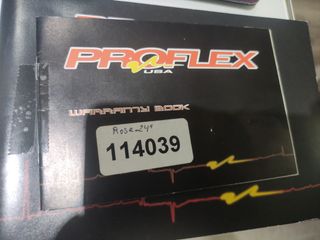 PROFLEX
USA
WARRANTY BOOK
Rose-24"
114039